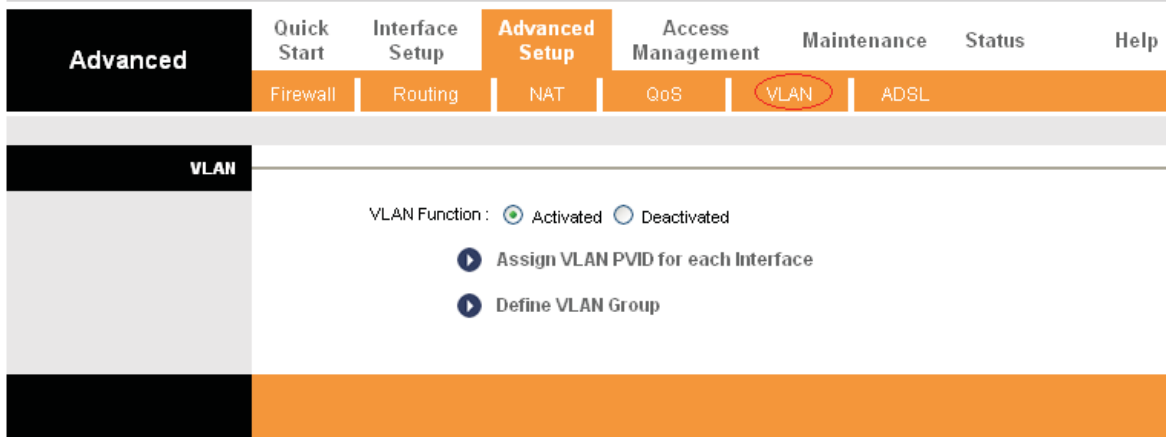 Advanced
Quick Start
Interface Setup
Advanced Setup
Access Management
Maintenance
Status
Help
Firewall
Routing
NAT
QoS
VLAN
ADSL
VLAN
VLAN Function : Activated Deactivated
Assign VLAN PVID for each Interface
Define VLAN Group